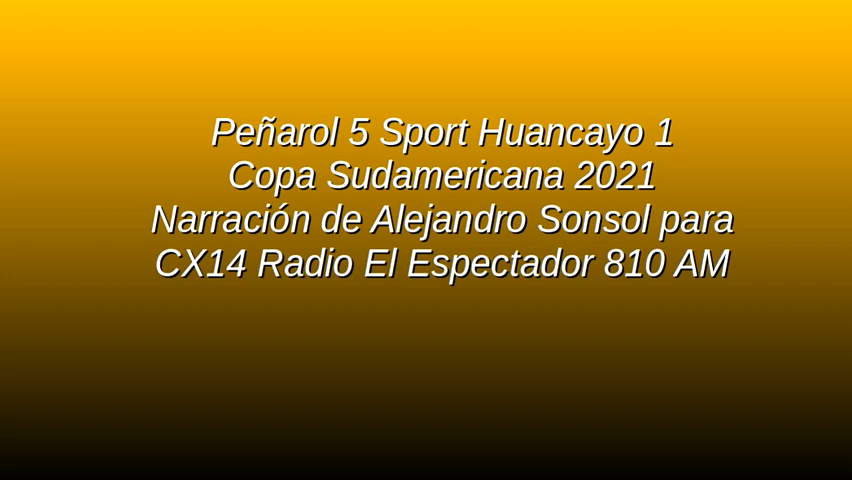 Peñarol 5 Sport Huancayo 1
Copa Sudamericana 2021
Narración de Alejandro Sonsol para
CX14 Radio El Espectador 810 AM